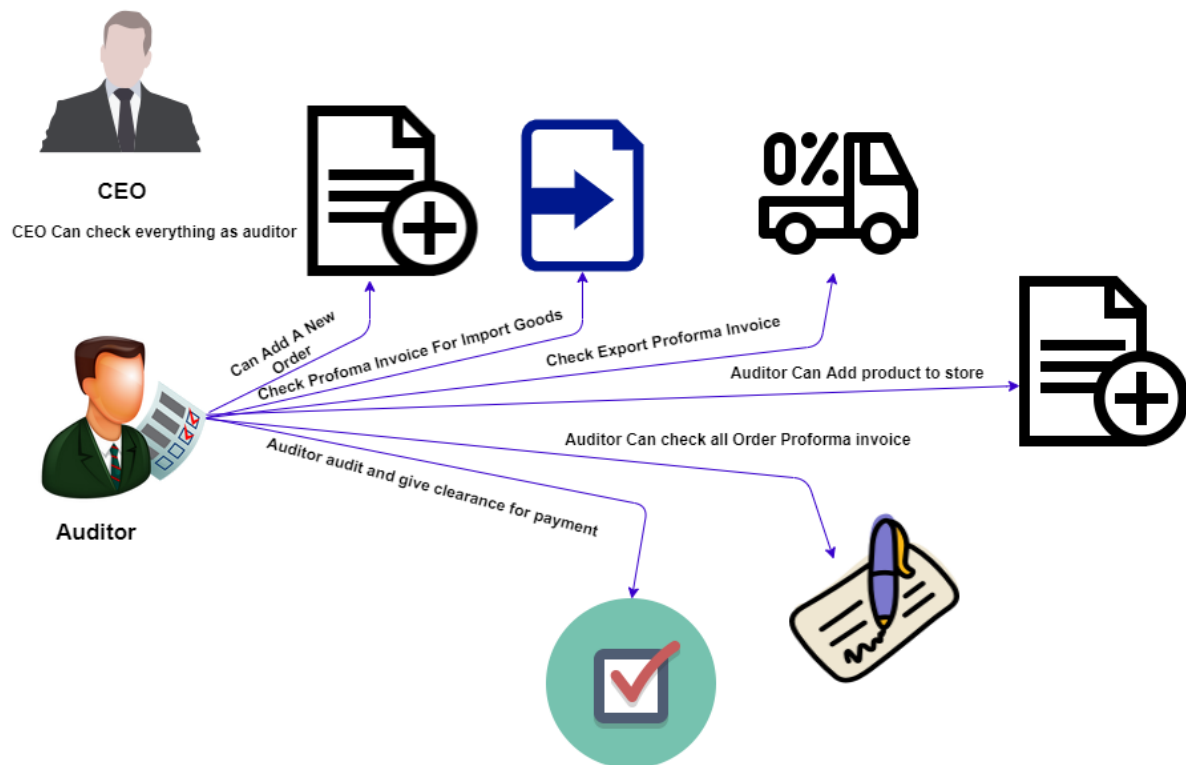 CEO
CEO Can check everything as auditor
0%
Can Add A New
Order
Check Profoma Invoice For Import Goods
Check Export Proforma Invoice
Auditor Can Add product to store
Auditor Can check all Order Proforma invoice
Auditor audit and give clearance for payment
Auditor